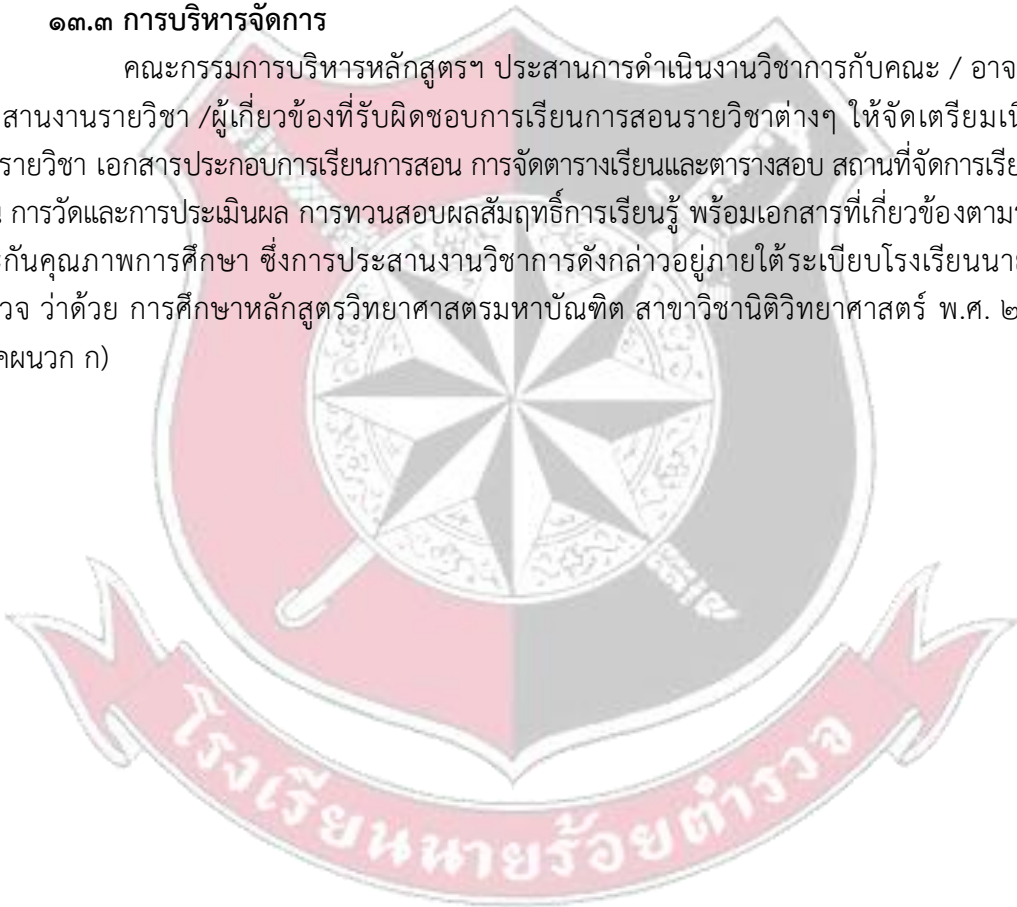 ๑๓.๓ การบริหารจัดการ
คณะกรรมการบริหารหลักสูตรฯ ประสานการดำเนินงานวิชาการกับคณะ / อาจ
สานงานรายวิชา /ผู้เกี่ยวข้องที่รับผิดชอบการเรียนการสอนรายวิชาต่างๆ ให้จัดเตรียมเนื
รายวิชา เอกสารประกอบการเรียนการสอน การจัดตารางเรียนและตารางสอบ สถานที่จัดการเรีย
การวัดและการประเมินผล การทวนสอบผลสัมฤทธิ์การเรียนรู้ พร้อมเอกสารที่เกี่ยวข้องตาม
ะกันคุณภาพการศึกษา ซึ่งการประสานงานวิชาการดังกล่าวอยู่ภายใต้ระเบียบโรงเรียนนาย
วจ ว่าด้วย การศึกษาหลักสูตรวิทยาศาสตรมหาบัณฑิต สาขาวิชานิติวิทยาศาสตร์ พ.ศ. ๒
คผนวก ก)
โรงเรียนนายร้อยตำรวจ